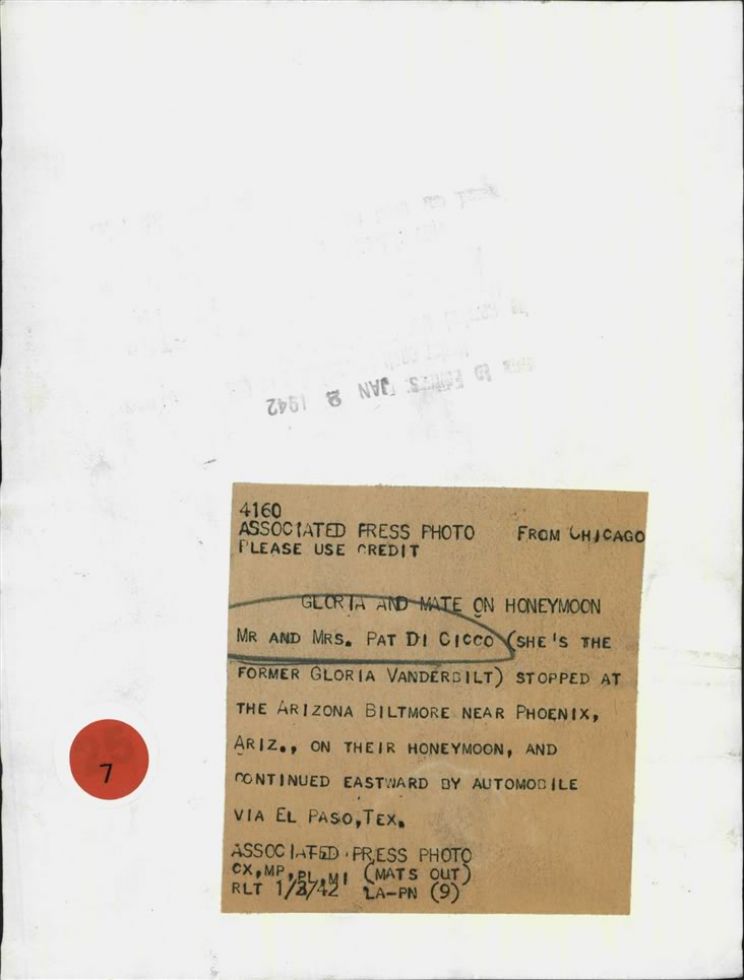 JAN 2 1942
4160
ASSOCIATED PRESS PHOTO FROM CHICAGO
PLEASE USE CREDIT
GLORIA AND MATE ON HONEYMOON
MR AND MRS. PAT DI CICCO (SHE'S THE
FORMER GLORIA VANDERBILT) STOPPED AT
THE ARIZONA BILTMORE NEAR PHOENIX,
ARIZ., ON THEIR HONEYMOON, AND
CONTINUED EASTWARD BY AUTOMOBILE
VIA EL PASO,TEX.
7
ASSOCIATED PRESS PHOTO
CX,MP,PL,MI (MATS OUT)
RLT 1/2/42 LA-PN (9)